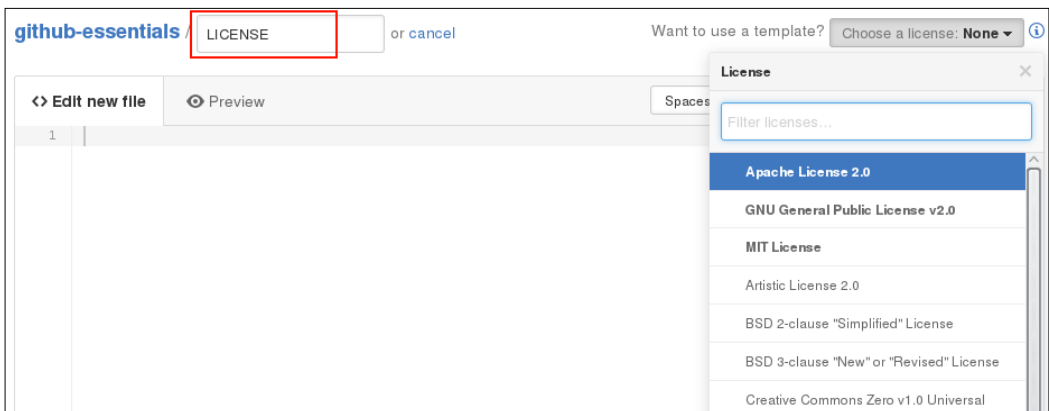 github-essentials / LICENSE or cancel Want to use a template? Choose a license: None
License
<> Edit new file Preview Spaces
Filter licenses...
1
Apache License 2.0
GNU General Public License v2.0
MIT License
Artistic License 2.0
BSD 2-clause "Simplified" License
BSD 3-clause "New" or "Revised" License
Creative Commons Zero v1.0 Universal